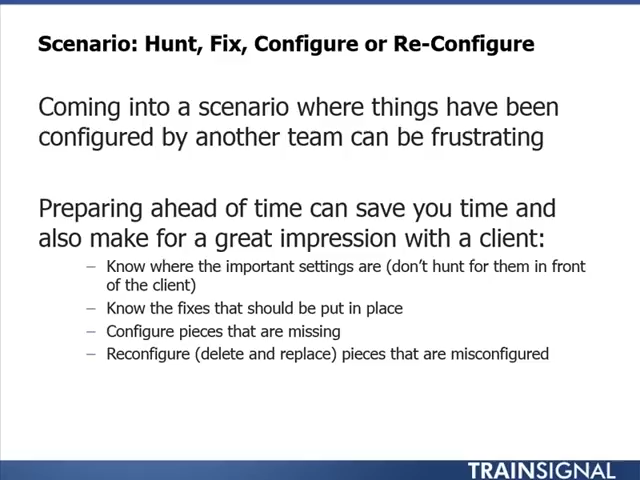 Scenario: Hunt, Fix, Configure or Re-Configure
Coming into a scenario where things have been
configured by another team can be frustrating
Preparing ahead of time can save you time and
also make for a great impression with a client:
– Know where the important settings are (don't hunt for them in front
of the client)
– Know the fixes that should be put in place
– Configure pieces that are missing
– Reconfigure (delete and replace) pieces that are misconfigured
TRAINSIGNAL